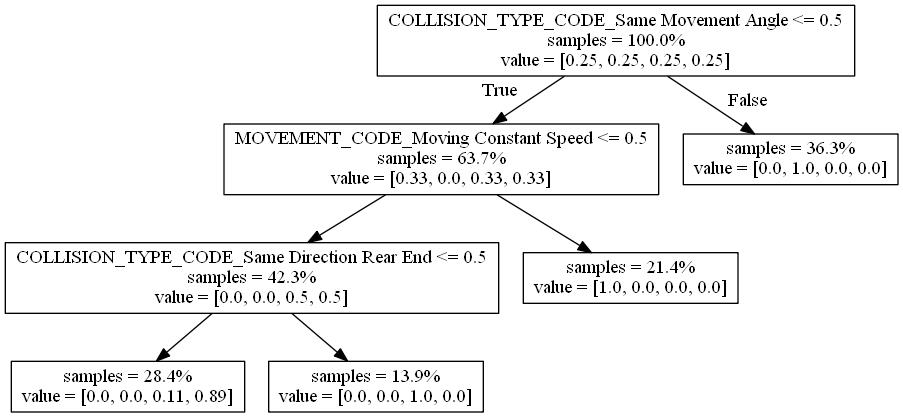 COLLISION_TYPE_CODE_Same Movement Angle <= 0.5
samples = 100.0%
value = [0.25, 0.25, 0.25, 0.25]
True
False
MOVEMENT_CODE_Moving Constant Speed <= 0.5
samples = 63.7%
value = [0.33, 0.0, 0.33, 0.33]
samples = 36.3%
value = [0.0, 1.0, 0.0, 0.0]
COLLISION_TYPE_CODE_Same Direction Rear End <= 0.5
samples = 42.3%
value = [0.0, 0.0, 0.5, 0.5]
samples = 21.4%
value = [1.0, 0.0, 0.0, 0.0]
samples = 28.4%
value = [0.0, 0.0, 0.11, 0.89]
samples = 13.9%
value = [0.0, 0.0, 1.0, 0.0]